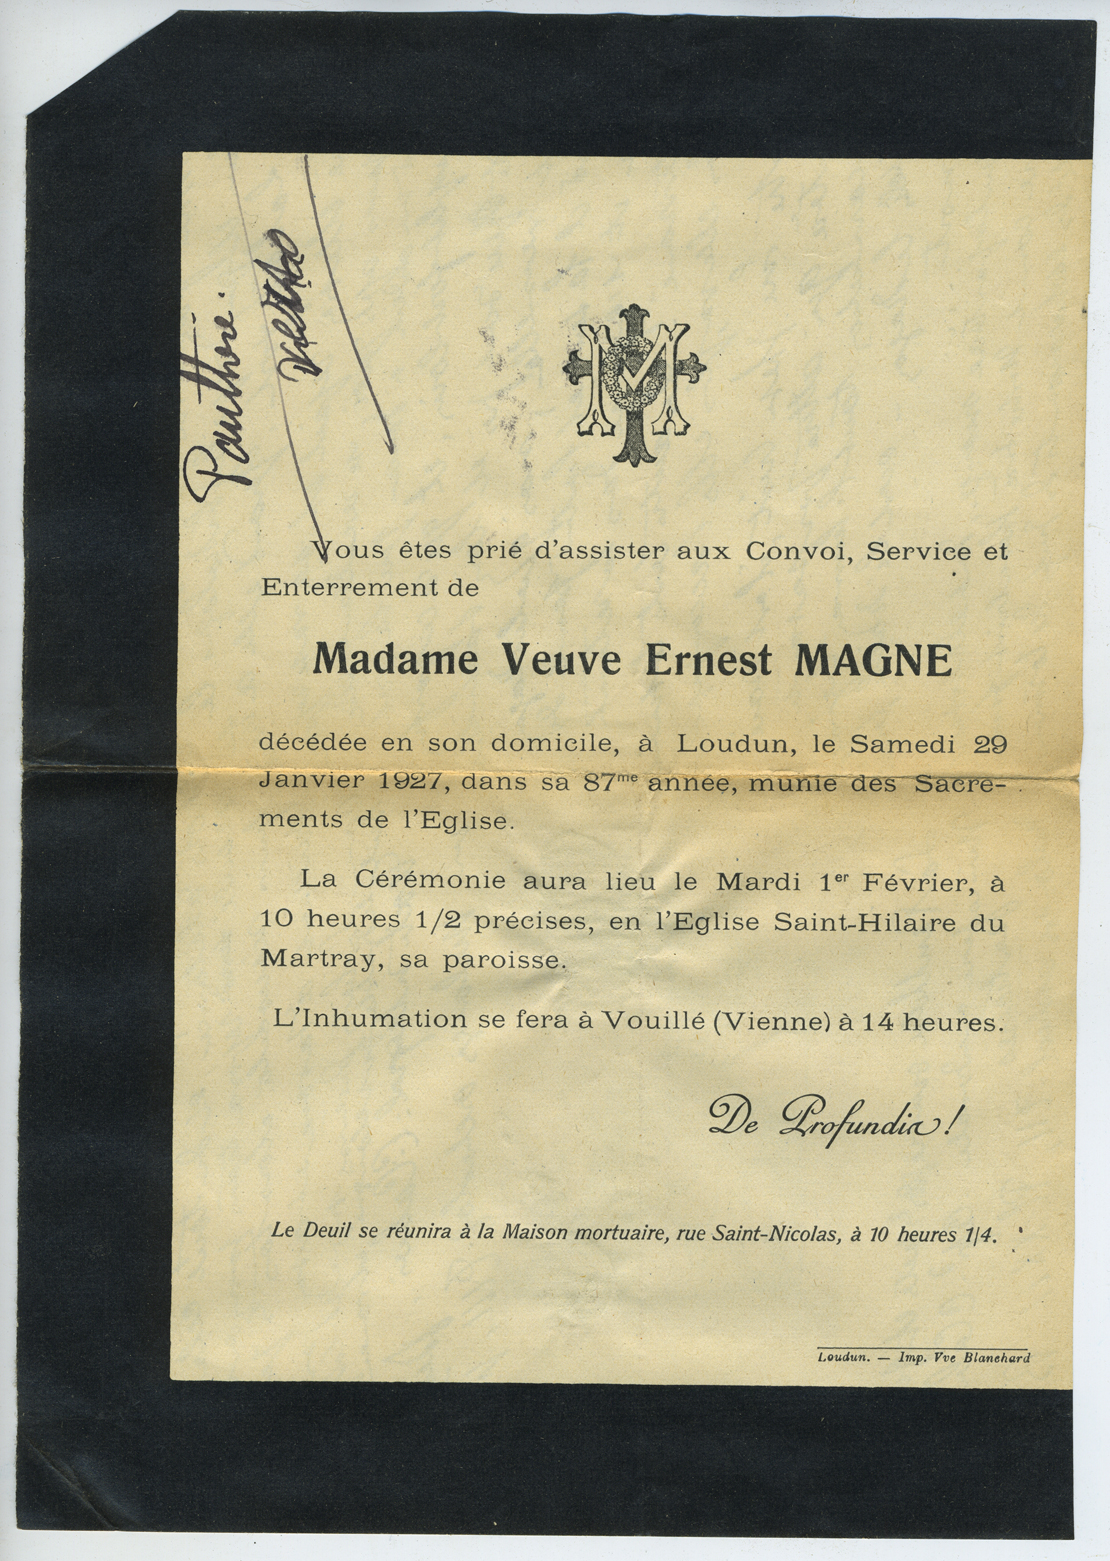 M
Vous êtes prié d'assister aux Convoi, Service et
Enterrement de
Madame Veuve Ernest MAGNE
décédée en son domicile, à Loudun, le Samedi 29
Janvier 1927, dans sa 87me année, munie des Sacre-
ments de l'Eglise.
La Cérémonie aura lieu le Mardi 1er Février, à
10 heures 1/2 précises, en l'Eglise Saint-Hilaire du
Martray, sa paroisse.
L'Inhumation se fera à Vouillé (Vienne) à 14 heures.
De Profundis !
Le Deuil se réunira à la Maison mortuaire, rue Saint-Nicolas, à 10 heures 1/4.
Loudun. — Imp. Vve Blanchard